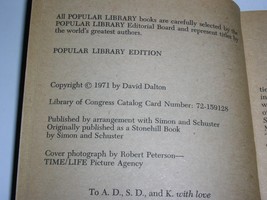 All POPULAR LIBRARY books are carefully selected by the
POPULAR LIBRARY Editorial Board and represent titles by
the world's greatest authors.
POPULAR LIBRARY EDITION
Copyright © 1971 by David Dalton
Library of Congress Catalog Card Number: 72-159128
Published by arrangement with Simon and Schuster
Originally published as a Stonehill Book
by Simon and Schuster
Cover photograph by Robert Peterson—
TIME/LIFE Picture Agency
To A. D., S. D., and K. with love